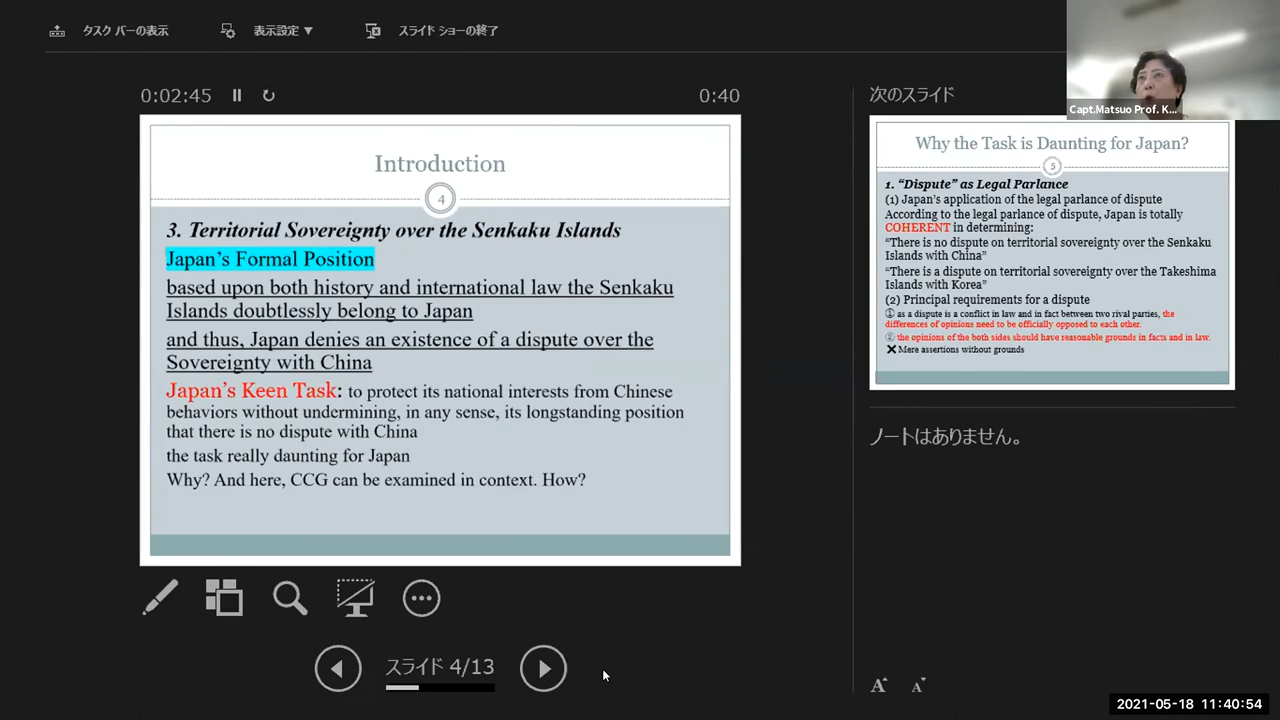 タスク バーの表示
表示設定 ▼
スライド ショーの終了
Capt.Matsuo Prof. K...
0:02:45
0:40
Introduction
4
3. Territorial Sovereignty over the Senkaku Islands
Japan's Formal Position
based upon both history and international law the Senkaku
Islands doubtlessly belong to Japan
and thus, Japan denies an existence of a dispute over the
Sovereignty with China
Japan's Keen Task: to protect its national interests from Chinese
behaviors without undermining, in any sense, its longstanding position
that there is no dispute with China
the task really daunting for Japan
Why? And here, CCG can be examined in context. How?
次のスライド
Why the Task is Daunting for Japan?
5
1. “Dispute” as Legal Parlance
(1) Japan's application of the legal parlance of dispute
According to the legal parlance of dispute, Japan is totally
COHERENT in determining:
“There is no dispute on territorial sovereignty over the Senkaku
Islands with China”
“There is a dispute on territorial sovereignty over the Takeshima
Islands with Korea”
(2) Principal requirements for a dispute
① as a dispute is a conflict in law and in fact between two rival parties, the
differences of opinions need to be officially opposed to each other.
② the opinions of the both sides should have reasonable grounds in facts and in law.
✕ Mere assertions without grounds
ノートはありません。
スライド 4/13
A A
2021-05-18 11:40:54